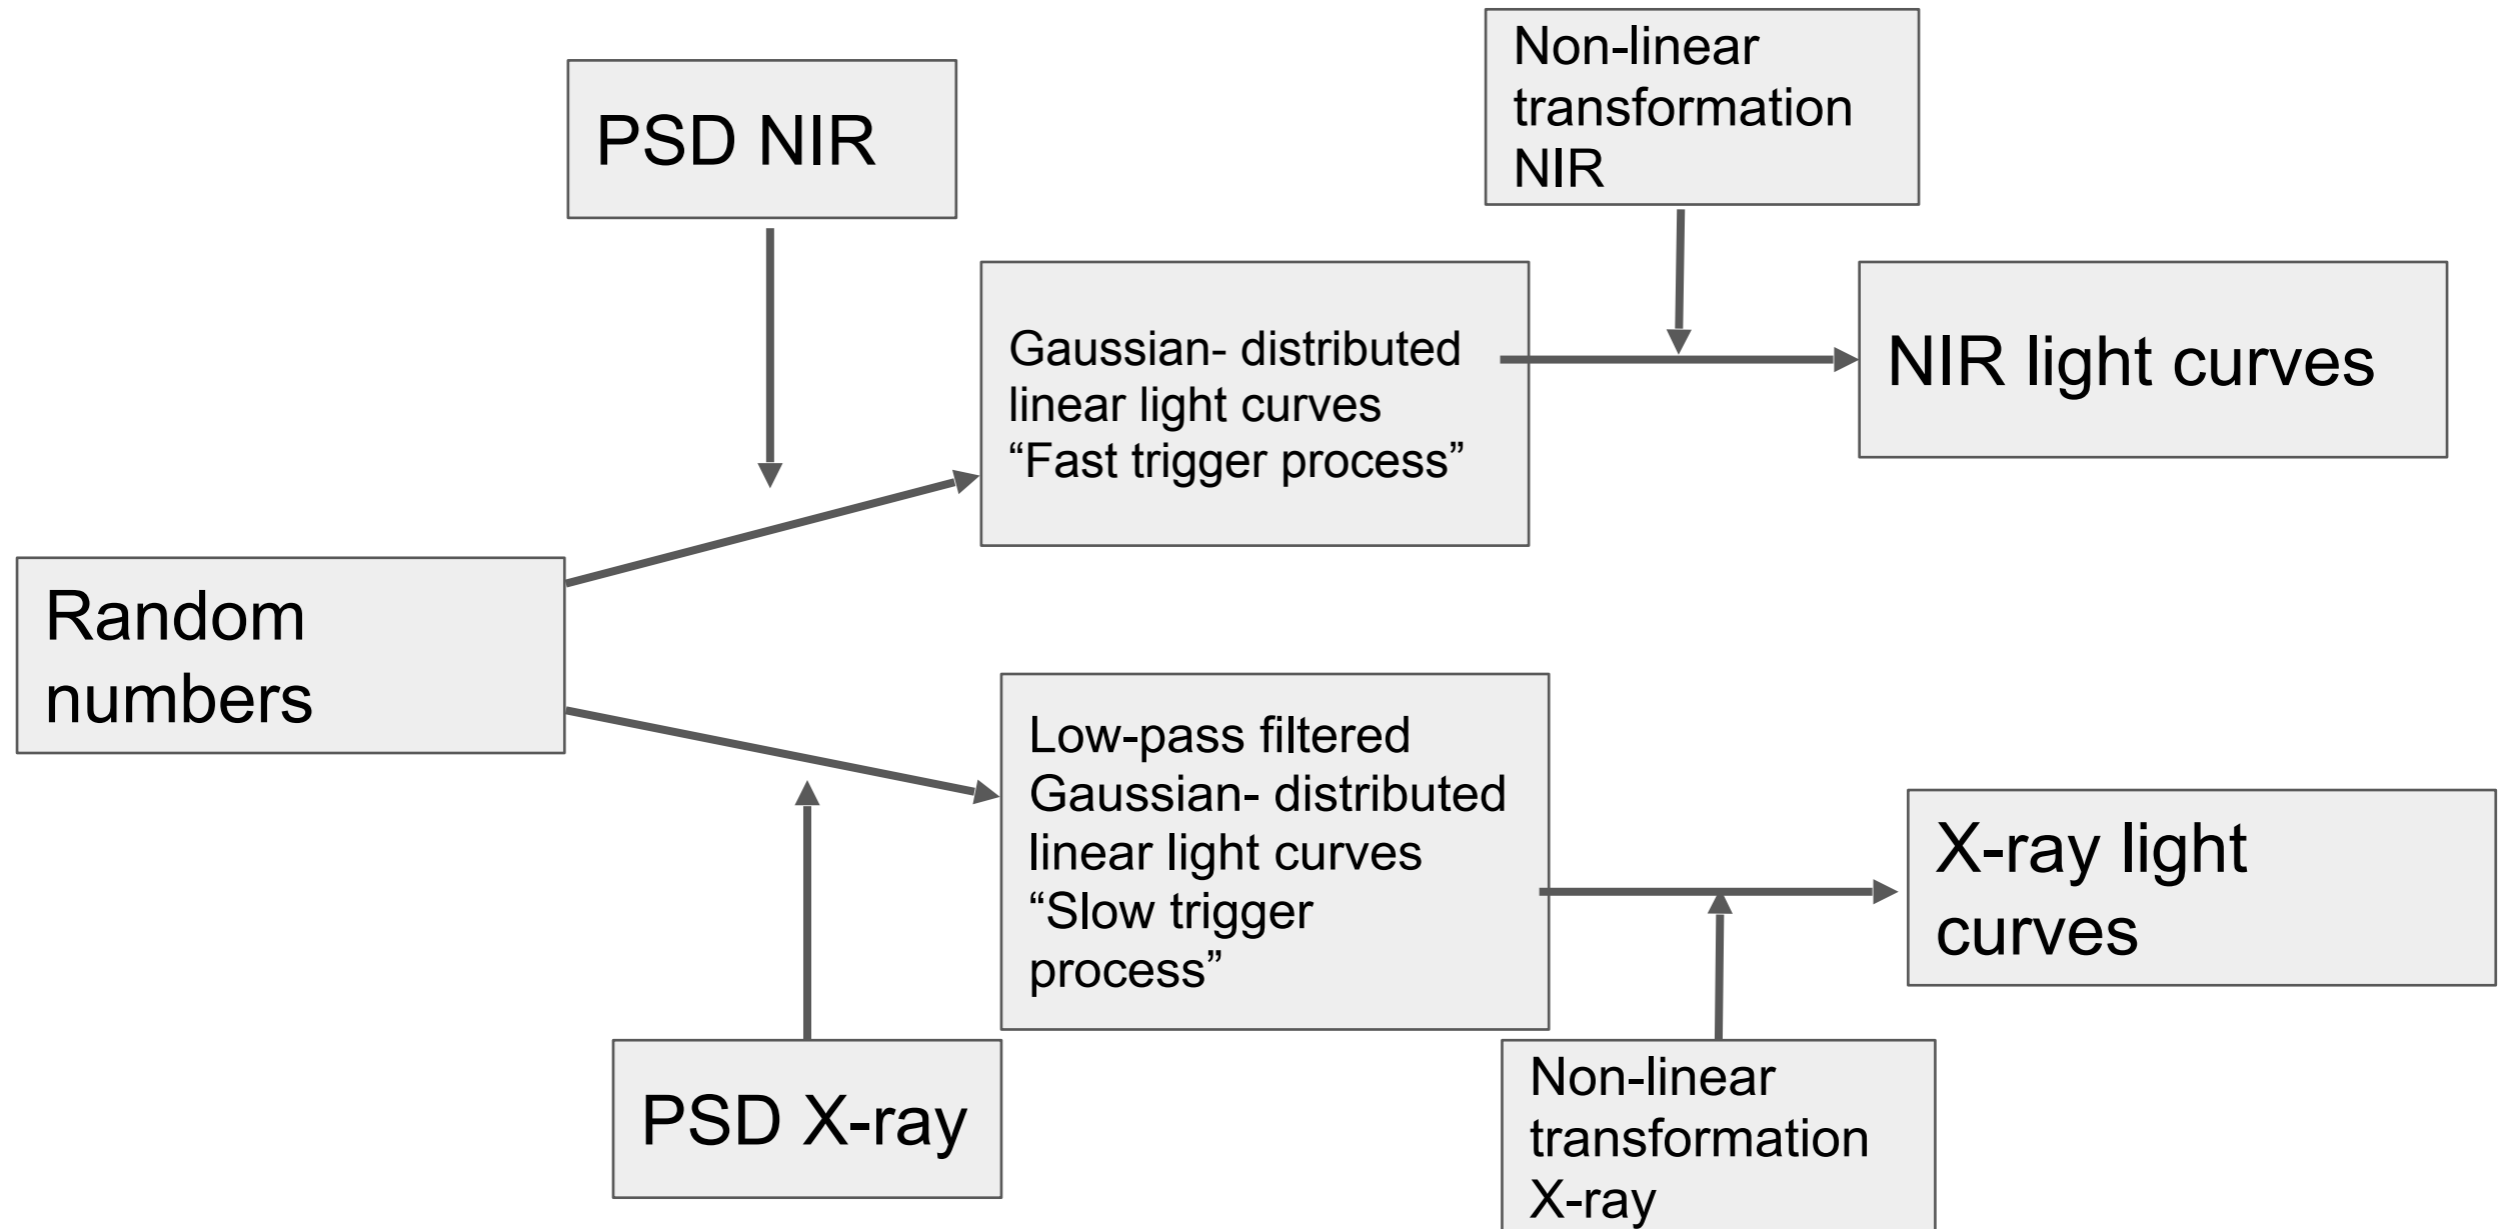 PSD NIR
Non-linear
transformation
NIR
Gaussian- distributed
linear light curves
“Fast trigger process”
NIR light curves
Random
numbers
Low-pass filtered
Gaussian- distributed
linear light curves
“Slow trigger
process”
X-ray light
curves
PSD X-ray
Non-linear
transformation
X-ray